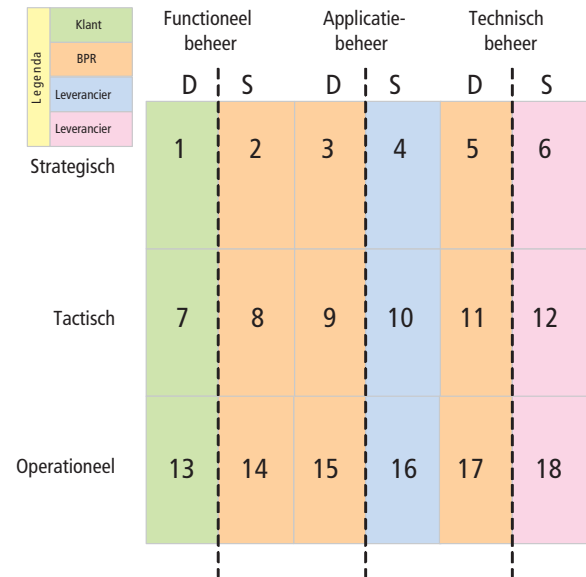 Legenda
Klant
BPR
Leverancier
Leverancier
Functioneel
beheer
Applicatie-
beheer
Technisch
beheer
D S D S D S
Strategisch
1 2 3 4 5 6
Tactisch
7 8 9 10 11 12
Operationeel
13 14 15 16 17 18